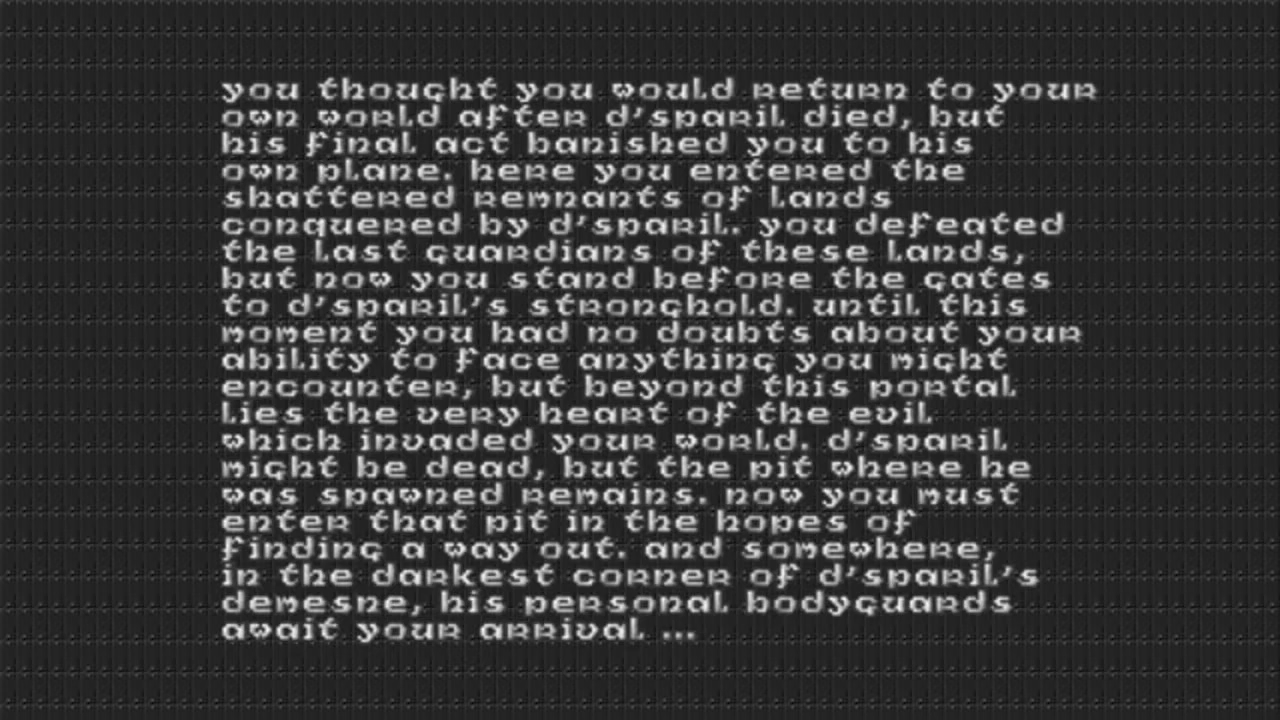 you thought you would return to your
own world after d'sparil died, but
his final act banished you to his
own plane. here you entered the
shattered remnants of lands
conquered by d'sparil. you defeated
the last guardians of these lands,
but now you stand before the gates
to d'sparil's stronghold. until this
moment you had no doubts about your
ability to face anything you might
encounter, but beyond this portal
lies the very heart of the evil
which invaded your world. d'sparil
might be dead, but the pit where he
was spawned remains. now you must
enter that pit in the hopes of
finding a way out. and somewhere,
in the darkest corner of d'sparil's
demesne, his personal bodyguards
await your arrival ...